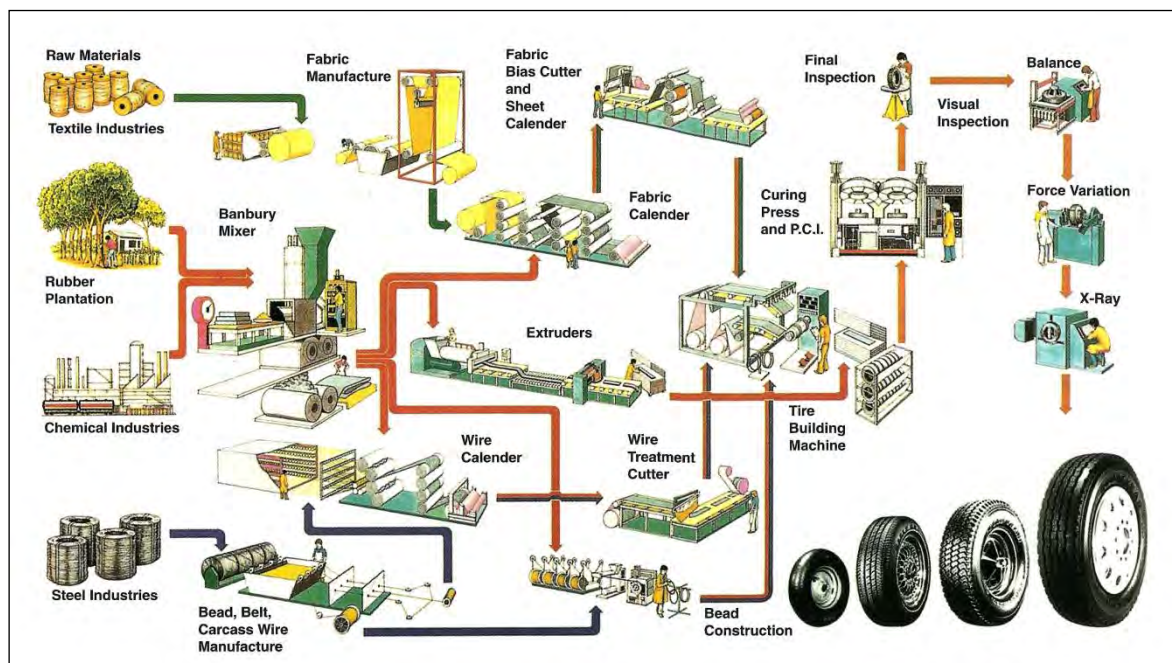 Raw Materials
Textile Industries
Fabric
Manufacture
Fabric
Bias Cutter
and
Sheet
Calender
Final
Inspection
Visual
Inspection
Balance
Rubber
Plantation
Banbury
Mixer
Fabric
Calender
Curing
Press
and P.C.I.
Force Variation
X-Ray
Chemical Industries
Extruders
Tire
Building
Machine
Wire
Calender
Wire
Treatment
Cutter
Steel Industries
Bead, Belt,
Carcass Wire
Manufacture
Bead
Construction